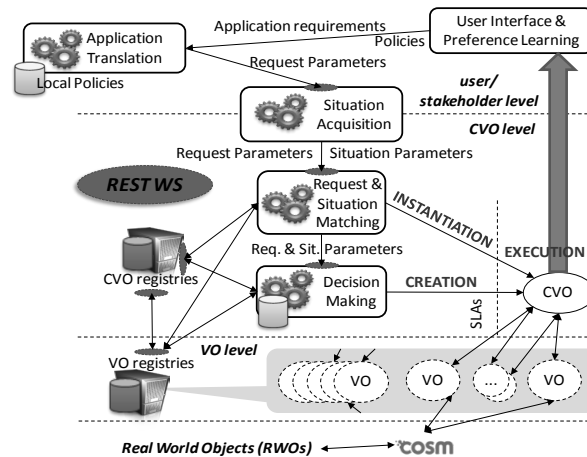 Application
Translation
Local Policies
Application requirements
Policies
Request Parameters
User Interface &
Preference Learning
user/
stakeholder level
CVO level
Situation
Acquisition
Request Parameters
Situation Parameters
REST WS
Request &
Situation
Matching
INSTANTIATION
EXECUTION
Req. & Sit. Parameters
CVO registries
Decision
Making
CREATION
SLAs
CVO
VO level
VO registries
VO
VO
...
VO
Real World Objects (RWOs)
cosm